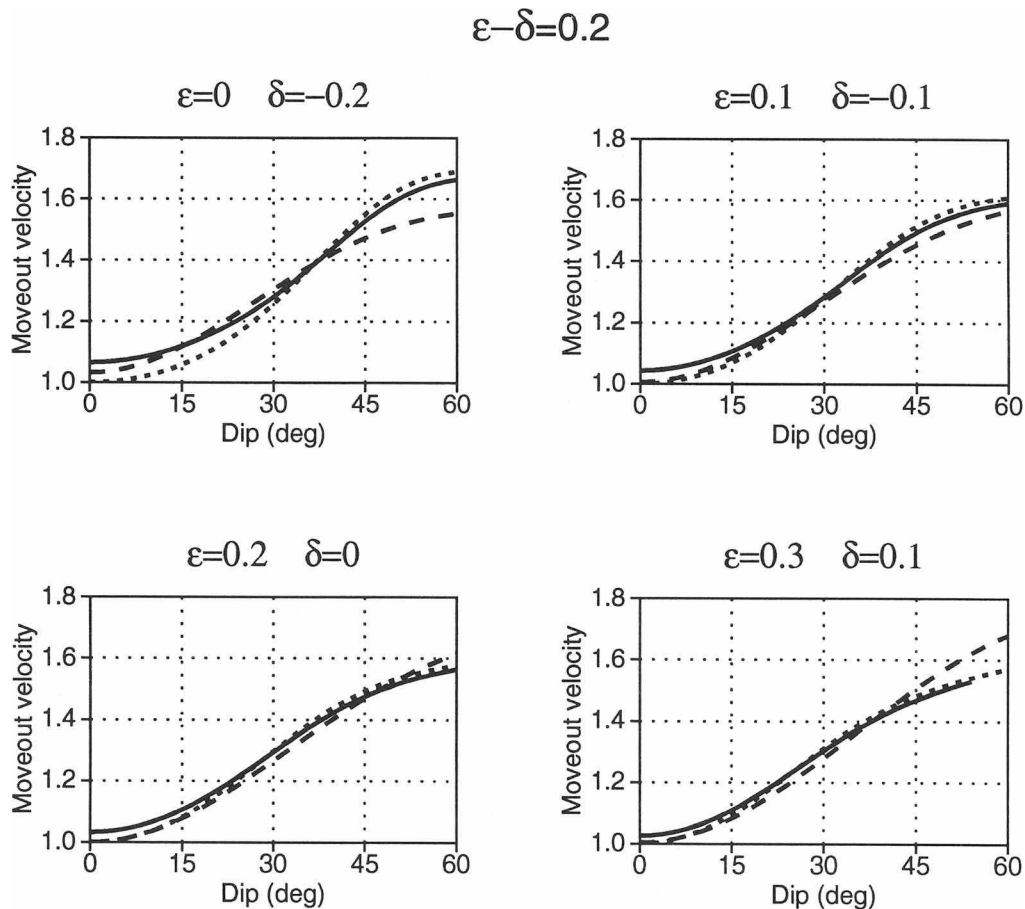 ε−δ=0.2
ε=0 δ=−0.2
Moveout velocity
1.8
1.6
1.4
1.2
1.0
0 15 30 45 60
Dip (deg)
ε=0.1 δ=−0.1
Moveout velocity
1.8
1.6
1.4
1.2
1.0
0 15 30 45 60
Dip (deg)
ε=0.2 δ=0
Moveout velocity
1.8
1.6
1.4
1.2
1.0
0 15 30 45 60
Dip (deg)
ε=0.3 δ=0.1
Moveout velocity
1.8
1.6
1.4
1.2
1.0
0 15 30 45 60
Dip (deg)